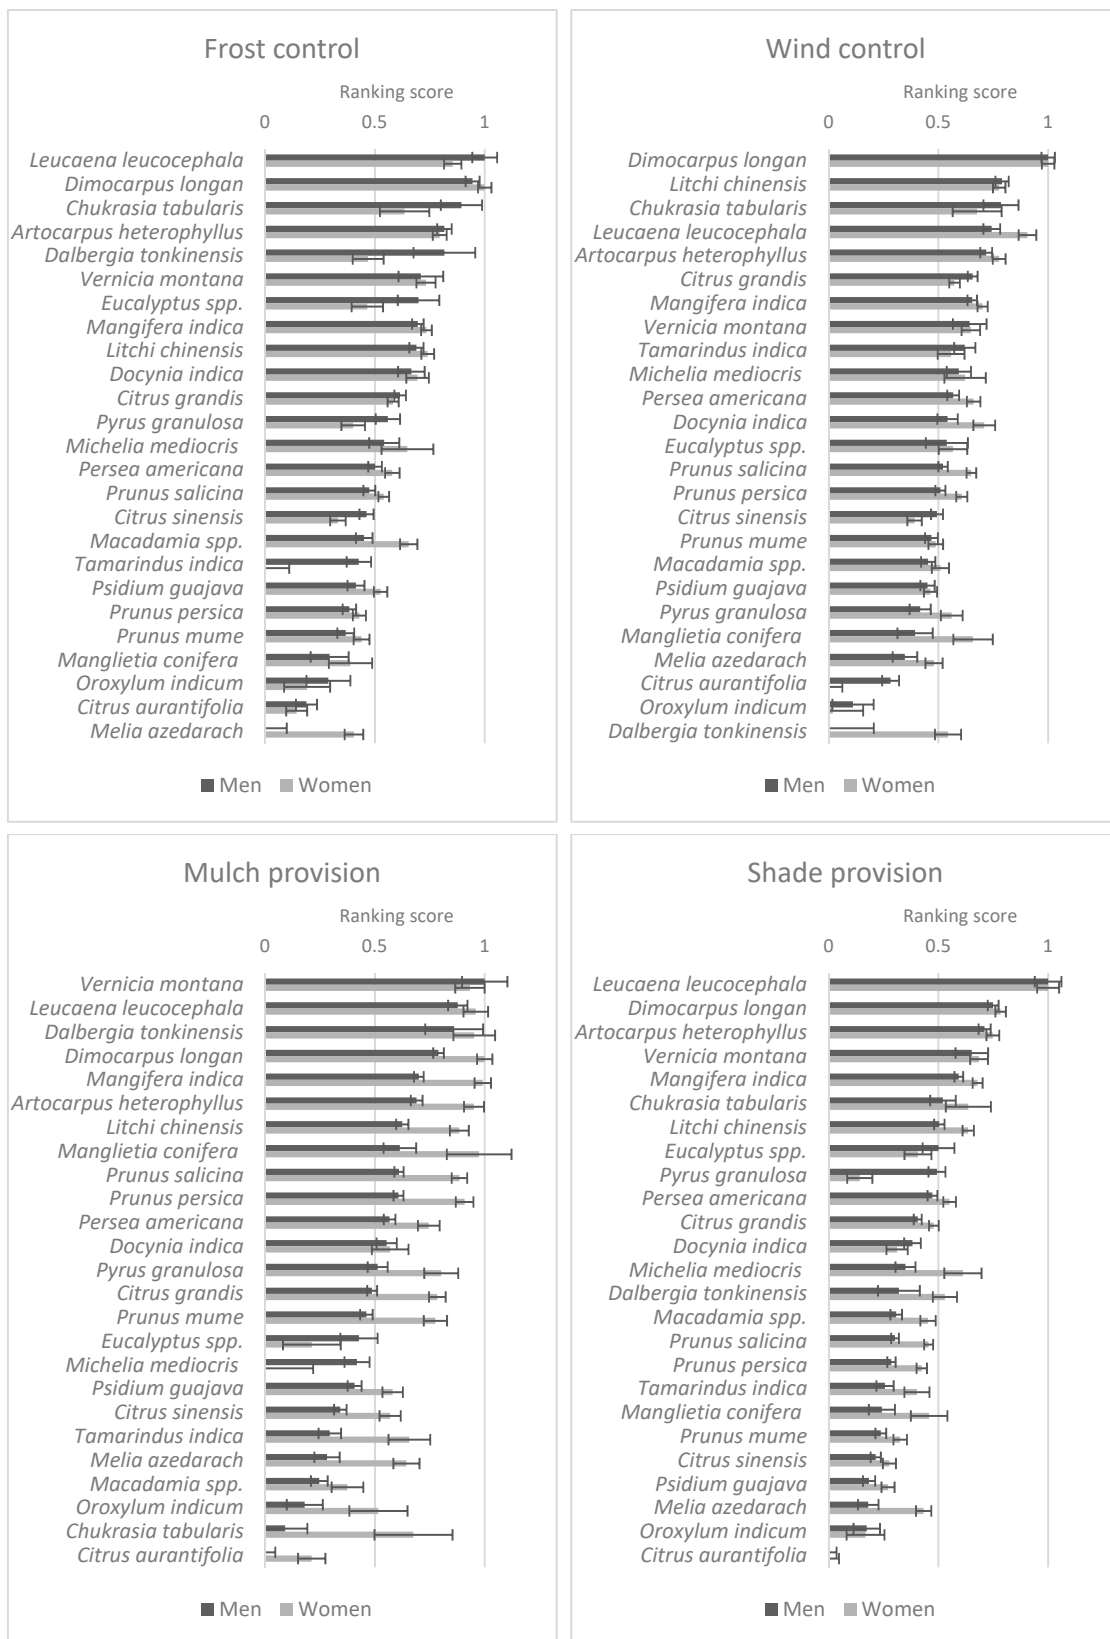 Frost control
Ranking score
0 0.5 1
Leucaena leucocephala
Dimocarpus longan
Chukrasia tabularis
Artocarpus heterophyllus
Dalbergia tonkinensis
Vernicia montana
Eucalyptus spp.
Mangifera indica
Litchi chinensis
Docynia indica
Citrus grandis
Pyrus granulosa
Michelia mediocris
Persea americana
Prunus salicina
Citrus sinensis
Macadamia spp.
Tamarindus indica
Psidium guajava
Prunus persica
Prunus mume
Manglietia conifera
Oroxylum indicum
Citrus aurantifolia
Melia azedarach
Men Women
Wind control
Ranking score
0 0.5 1
Dimocarpus longan
Litchi chinensis
Chukrasia tabularis
Leucaena leucocephala
Artocarpus heterophyllus
Citrus grandis
Mangifera indica
Vernicia montana
Tamarindus indica
Michelia mediocris
Persea americana
Docynia indica
Eucalyptus spp.
Prunus salicina
Prunus persica
Citrus sinensis
Prunus mume
Macadamia spp.
Psidium guajava
Pyrus granulosa
Manglietia conifera
Melia azedarach
Citrus aurantifolia
Oroxylum indicum
Dalbergia tonkinensis
Men Women
Mulch provision
Ranking score
0 0.5 1
Vernicia montana
Leucaena leucocephala
Dalbergia tonkinensis
Dimocarpus longan
Mangifera indica
Artocarpus heterophyllus
Litchi chinensis
Manglietia conifera
Prunus salicina
Prunus persica
Persea americana
Docynia indica
Pyrus granulosa
Citrus grandis
Prunus mume
Eucalyptus spp.
Michelia mediocris
Psidium guajava
Citrus sinensis
Tamarindus indica
Melia azedarach
Macadamia spp.
Oroxylum indicum
Chukrasia tabularis
Citrus aurantifolia
Men Women
Shade provision
Ranking score
0 0.5 1
Leucaena leucocephala
Dimocarpus longan
Artocarpus heterophyllus
Vernicia montana
Mangifera indica
Chukrasia tabularis
Litchi chinensis
Eucalyptus spp.
Pyrus granulosa
Persea americana
Citrus grandis
Docynia indica
Michelia mediocris
Dalbergia tonkinensis
Macadamia spp.
Prunus salicina
Prunus persica
Tamarindus indica
Manglietia conifera
Prunus mume
Citrus sinensis
Psidium guajava
Melia azedarach
Oroxylum indicum
Citrus aurantifolia
Men Women